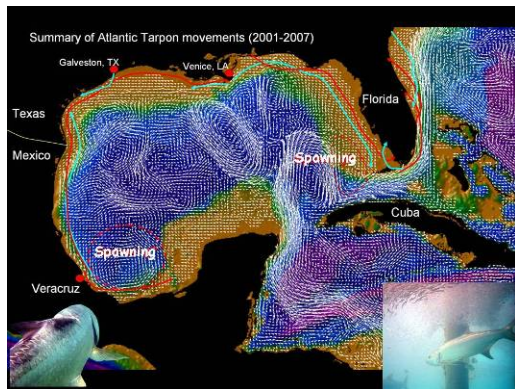 Summary of Atlantic Tarpon movements (2001-2007)
Galveston, TX
Venice, LA
Texas
Florida
Mexico
Spawning
Cuba
Spawning
Veracruz